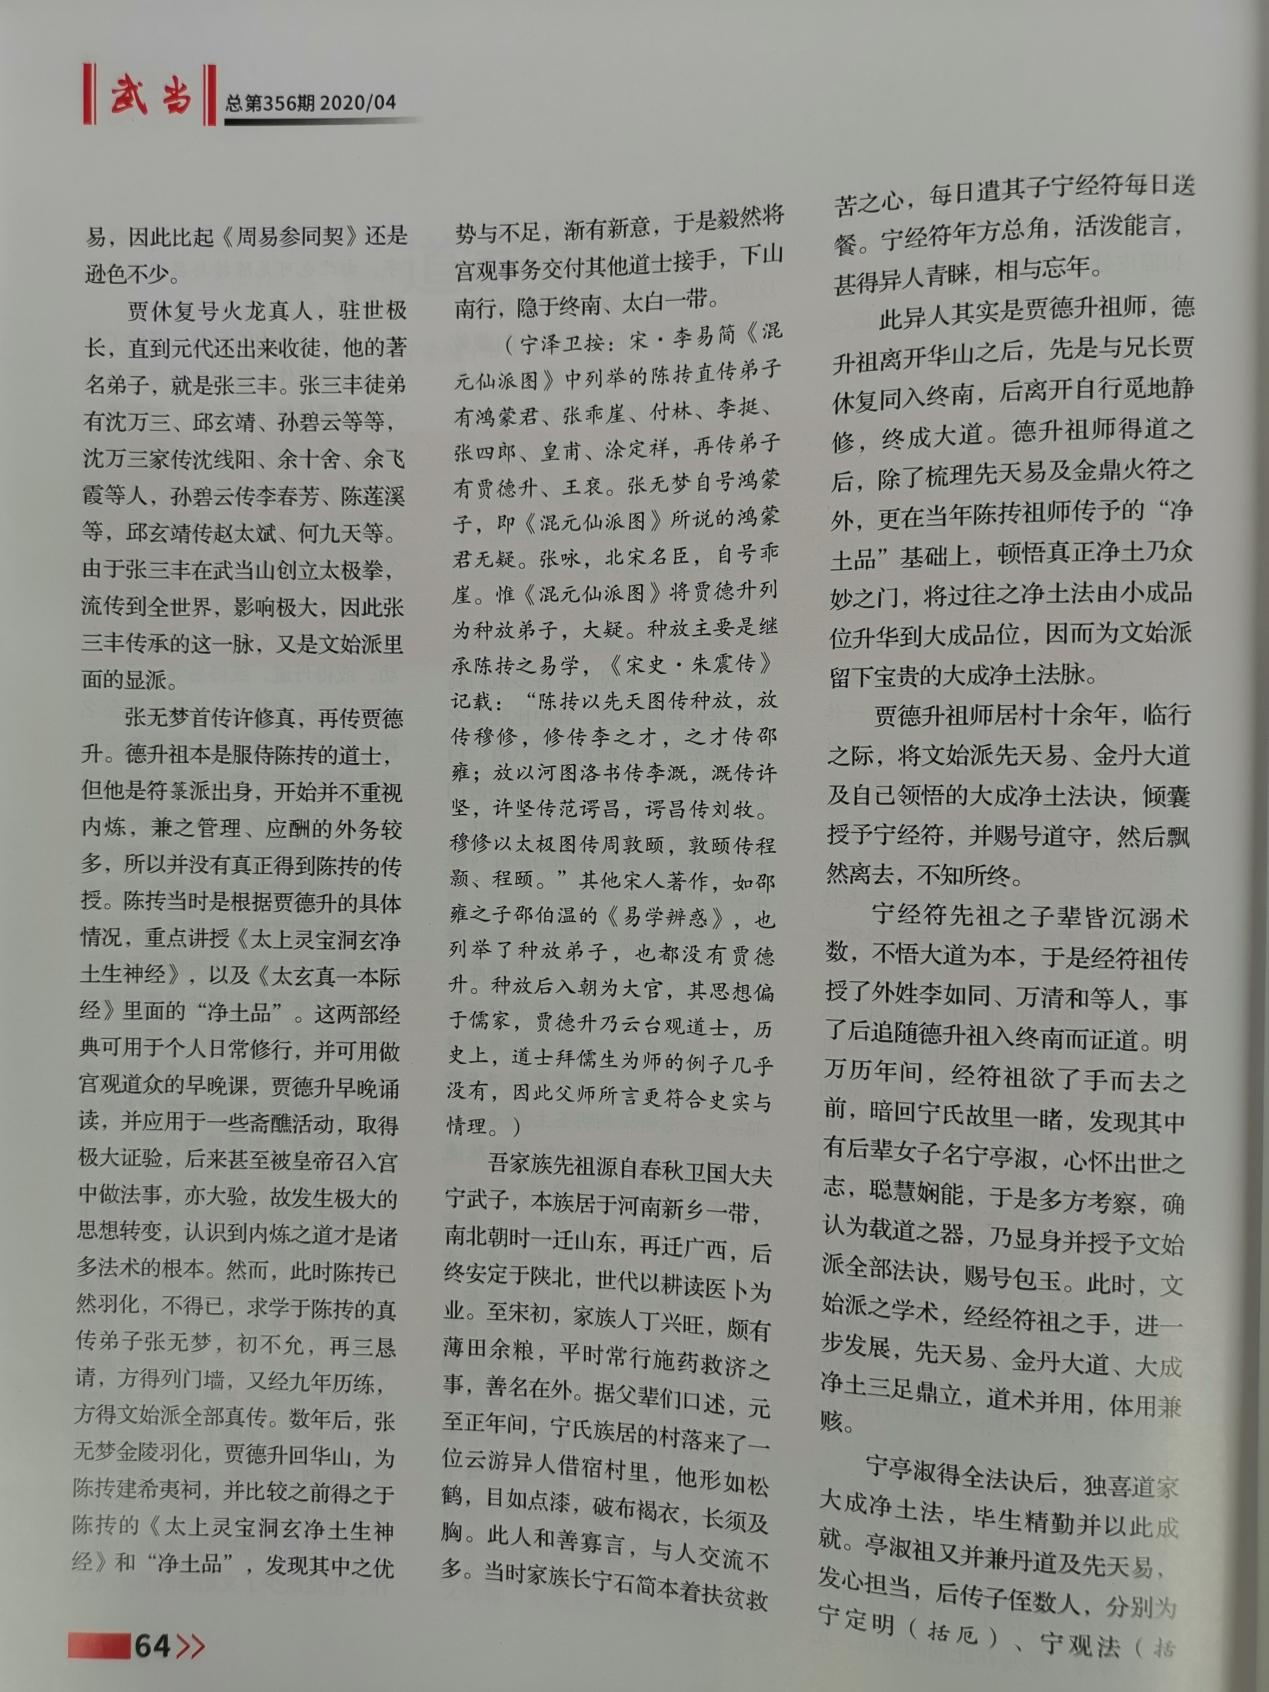 武当
总第356期 2020/04
易，因此比起《周易参同契》还是
逊色不少。
贾休复号火龙真人，驻世极
长，直到元代还出来收徒，他的著
名弟子，就是张三丰。张三丰徒弟
有沈万三、邱玄靖、孙碧云等等，
沈万三家传沈线阳、余十舍、余飞
霞等人，孙碧云传李春芳、陈莲溪
等，邱玄靖传赵太斌、何九天等。
由于张三丰在武当山创立太极拳，
流传到全世界，影响极大，因此张
三丰传承的这一脉，又是文始派里
面的显派。
张无梦首传许修真，再传贾德
升。德升祖本是服侍陈抟的道士，
但他是符箓派出身，开始并不重视
内炼，兼之管理、应酬的外务较
多，所以并没有真正得到陈抟的传
授。陈抟当时是根据贾德升的具体
情况，重点讲授《太上灵宝洞玄净
土生神经》，以及《太玄真一本际
经》里面的“净土品”。这两部经
典可用于个人日常修行，并可用做
宫观道众的早晚课，贾德升早晚诵
读，并应用于一些斋醮活动，取得
极大证验，后来甚至被皇帝召入宫
中做法事，亦大验，故发生极大的
思想转变，认识到内炼之道才是诸
多法术的根本。然而，此时陈抟已
然羽化，不得已，求学于陈抟的真
传弟子张无梦，初不允，再三恳
请，方得列门墙，又经九年历练，
方得文始派全部真传。数年后，张
无梦金陵羽化，贾德升回华山，为
陈抟建希夷祠，并比较之前得之于
陈抟的《太上灵宝洞玄净土生神
经》和“净土品”，发现其中之优
势与不足，渐有新意，于是毅然将
宫观事务交付其他道士接手，下山
南行，隐于终南、太白一带。
（宁泽卫按：宋·李易简《混
元仙派图》中列举的陈抟直传弟子
有鸿蒙君、张乖崖、付林、李挺、
张四郎、皇甫、涂定祥，再传弟子
有贾德升、王衮。张无梦自号鸿蒙
子，即《混元仙派图》所说的鸿蒙
君无疑。张咏，北宋名臣，自号乖
崖。惟《混元仙派图》将贾德升列
为种放弟子，大疑。种放主要是继
承陈抟之易学，《宋史·朱震传》
记载：“陈抟以先天图传种放，放
传穆修，修传李之才，之才传邵
雍；放以河图洛书传李溉，溉传许
坚，许坚传范谔昌，谔昌传刘牧。
穆修以太极图传周敦颐，敦颐传程
颢、程颐。”其他宋人著作，如邵
雍之子邵伯温的《易学辨惑》，也
列举了种放弟子，也都没有贾德
升。种放后入朝为大官，其思想偏
于儒家，贾德升乃云台观道士，历
史上，道士拜儒生为师的例子几乎
没有，因此父师所言更符合史实与
情理。）
吾家族先祖源自春秋卫国大夫
宁武子，本族居于河南新乡一带，
南北朝时一迁山东，再迁广西，后
终安定于陕北，世代以耕读医卜为
业。至宋初，家族人丁兴旺，颇有
薄田余粮，平时常行施药救济之
事，善名在外。据父辈们口述，元
至正年间，宁氏族居的村落来了一
位云游异人借宿村里，他形如松
鹤，目如点漆，破布褐衣，长须及
胸。此人和善寡言，与人交流不
多。当时家族长宁石简本着扶贫救
苦之心，每日遣其子宁经符每日送
餐。宁经符年方总角，活泼能言，
甚得异人青睐，相与忘年。
此异人其实是贾德升祖师，德
升祖离开华山之后，先是与兄长贾
休复同入终南，后离开自行觅地静
修，终成大道。德升祖师得道之
后，除了梳理先天易及金鼎火符之
外，更在当年陈抟祖师传予的“净
土品”基础上，顿悟真正净土乃众
妙之门，将过往之净土法由小成品
位升华到大成品位，因而为文始派
留下宝贵的大成净土法脉。
贾德升祖师居村十余年，临行
之际，将文始派先天易、金丹大道
及自己领悟的大成净土法诀，倾囊
授予宁经符，并赐号道守，然后飘
然离去，不知所终。
宁经符先祖之子辈皆沉溺术
数，不悟大道为本，于是经符祖传
授了外姓李如同、万清和等人，事
了后追随德升祖入终南而证道。明
万历年间，经符祖欲了手而去之
前，暗回宁氏故里一睹，发现其中
有后辈女子名宁亭淑，心怀出世之
志，聪慧娴能，于是多方考察，确
认为载道之器，乃显身并授予文始
派全部法诀，赐号包玉。此时，文
始派之学术，经经符祖之手，进一
步发展，先天易、金丹大道、大成
净土三足鼎立，道术并用，体用兼
赅。
宁亭淑得全法诀后，独喜道家
大成净土法，毕生精勤并以此成
就。亭淑祖又并兼丹道及先天易，
发心担当，后传子侄数人，分别为
宁定明（括厄）、宁观法（括
64